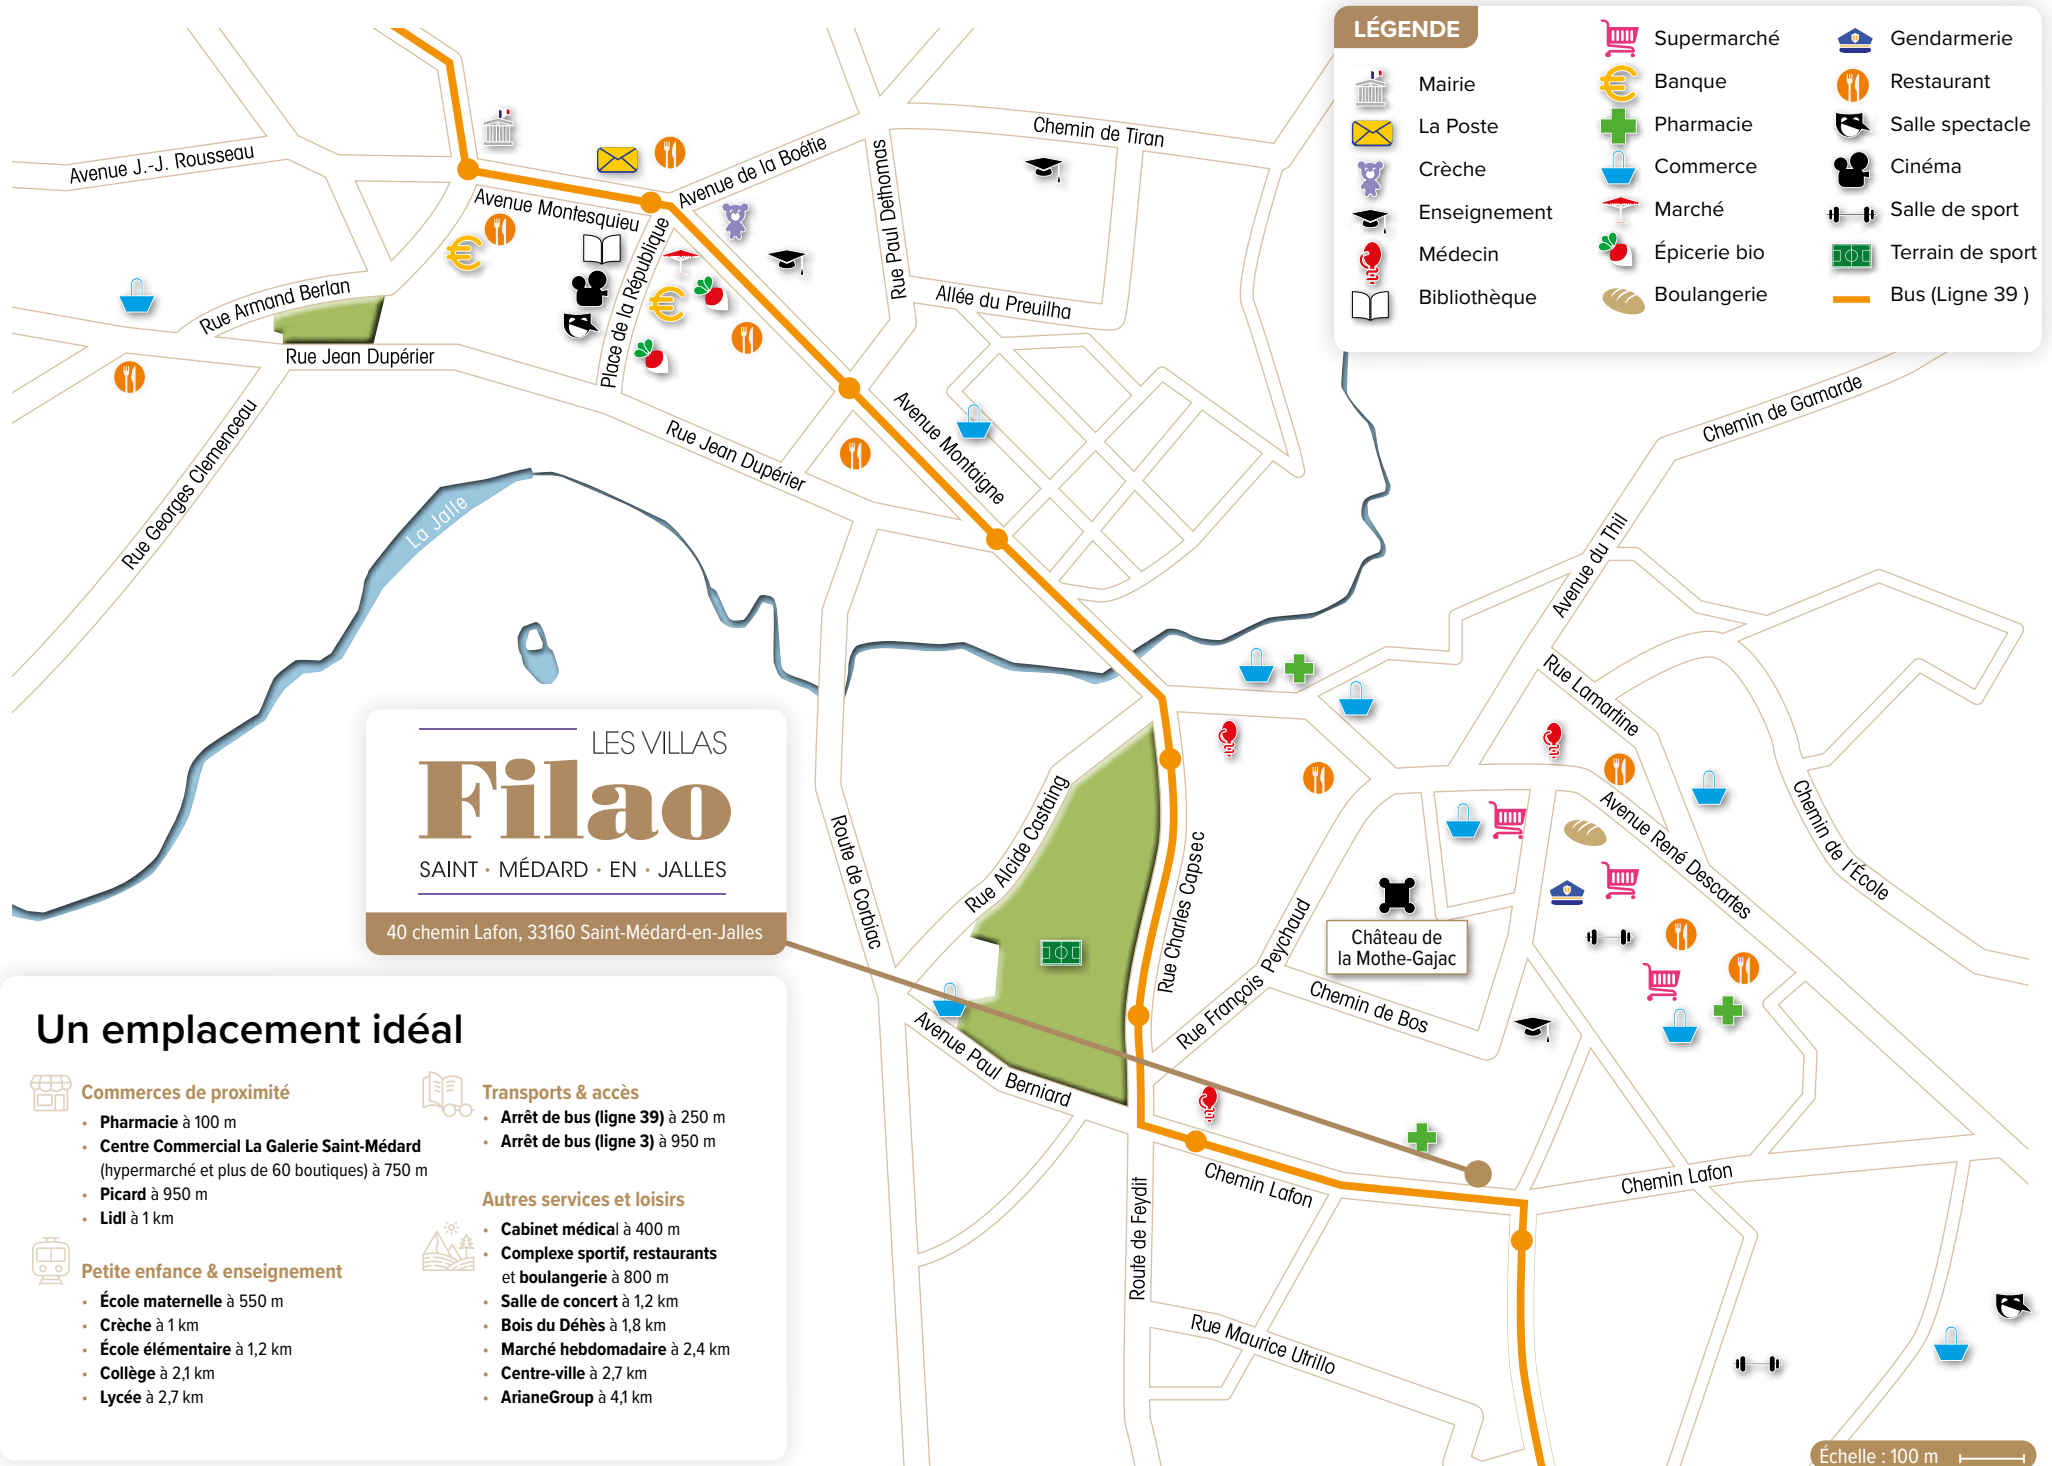 LÉGENDE
Mairie
La Poste
Crèche
Enseignement
Médecin
Bibliothèque
Supermarché
Banque
Pharmacie
Commerce
Marché
Épicerie bio
Boulangerie
Gendarmerie
Restaurant
Salle spectacle
Cinéma
Salle de sport
Terrain de sport
Bus (Ligne 39 )
Avenue J.-J. Rousseau
Avenue Montesquieu
Avenue de la Boétie
Rue Paul Dethomas
Chemin de Tiran
Allée du Preuilha
Place de la République
Rue Armand Berlan
Rue Jean Dupérier
Rue Georges Clemenceau
Rue Jean Dupérier
Avenue Montaigne
La Jalle
Chemin de Gamarde
Avenue du Thil
Rue Lamartine
Avenue René Descartes
Chemin de l'École
Route de Corbiac
Rue Alcide Castaing
Rue Charles Capsec
Rue François Peychaud
Château de
la Mothe-Gajac
Chemin de Bos
Avenue Paul Berniard
Chemin Lafon
Chemin Lafon
Route de Feydit
Rue Maurice Utrillo
LES VILLAS
Filao
SAINT · MÉDARD · EN · JALLES
40 chemin Lafon, 33160 Saint-Médard-en-Jalles
Un emplacement idéal
Commerces de proximité
• Pharmacie à 100 m
• Centre Commercial La Galerie Saint-Médard
(hypermarché et plus de 60 boutiques) à 750 m
• Picard à 950 m
• Lidl à 1 km
Petite enfance & enseignement
• École maternelle à 550 m
• Crèche à 1 km
• École élémentaire à 1,2 km
• Collège à 2,1 km
• Lycée à 2,7 km
Transports & accès
• Arrêt de bus (ligne 39) à 250 m
• Arrêt de bus (ligne 3) à 950 m
Autres services et loisirs
• Cabinet médical à 400 m
• Complexe sportif, restaurants
et boulangerie à 800 m
• Salle de concert à 1,2 km
• Bois du Déhès à 1,8 km
• Marché hebdomadaire à 2,4 km
• Centre-ville à 2,7 km
• ArianeGroup à 4,1 km
Échelle : 100 m